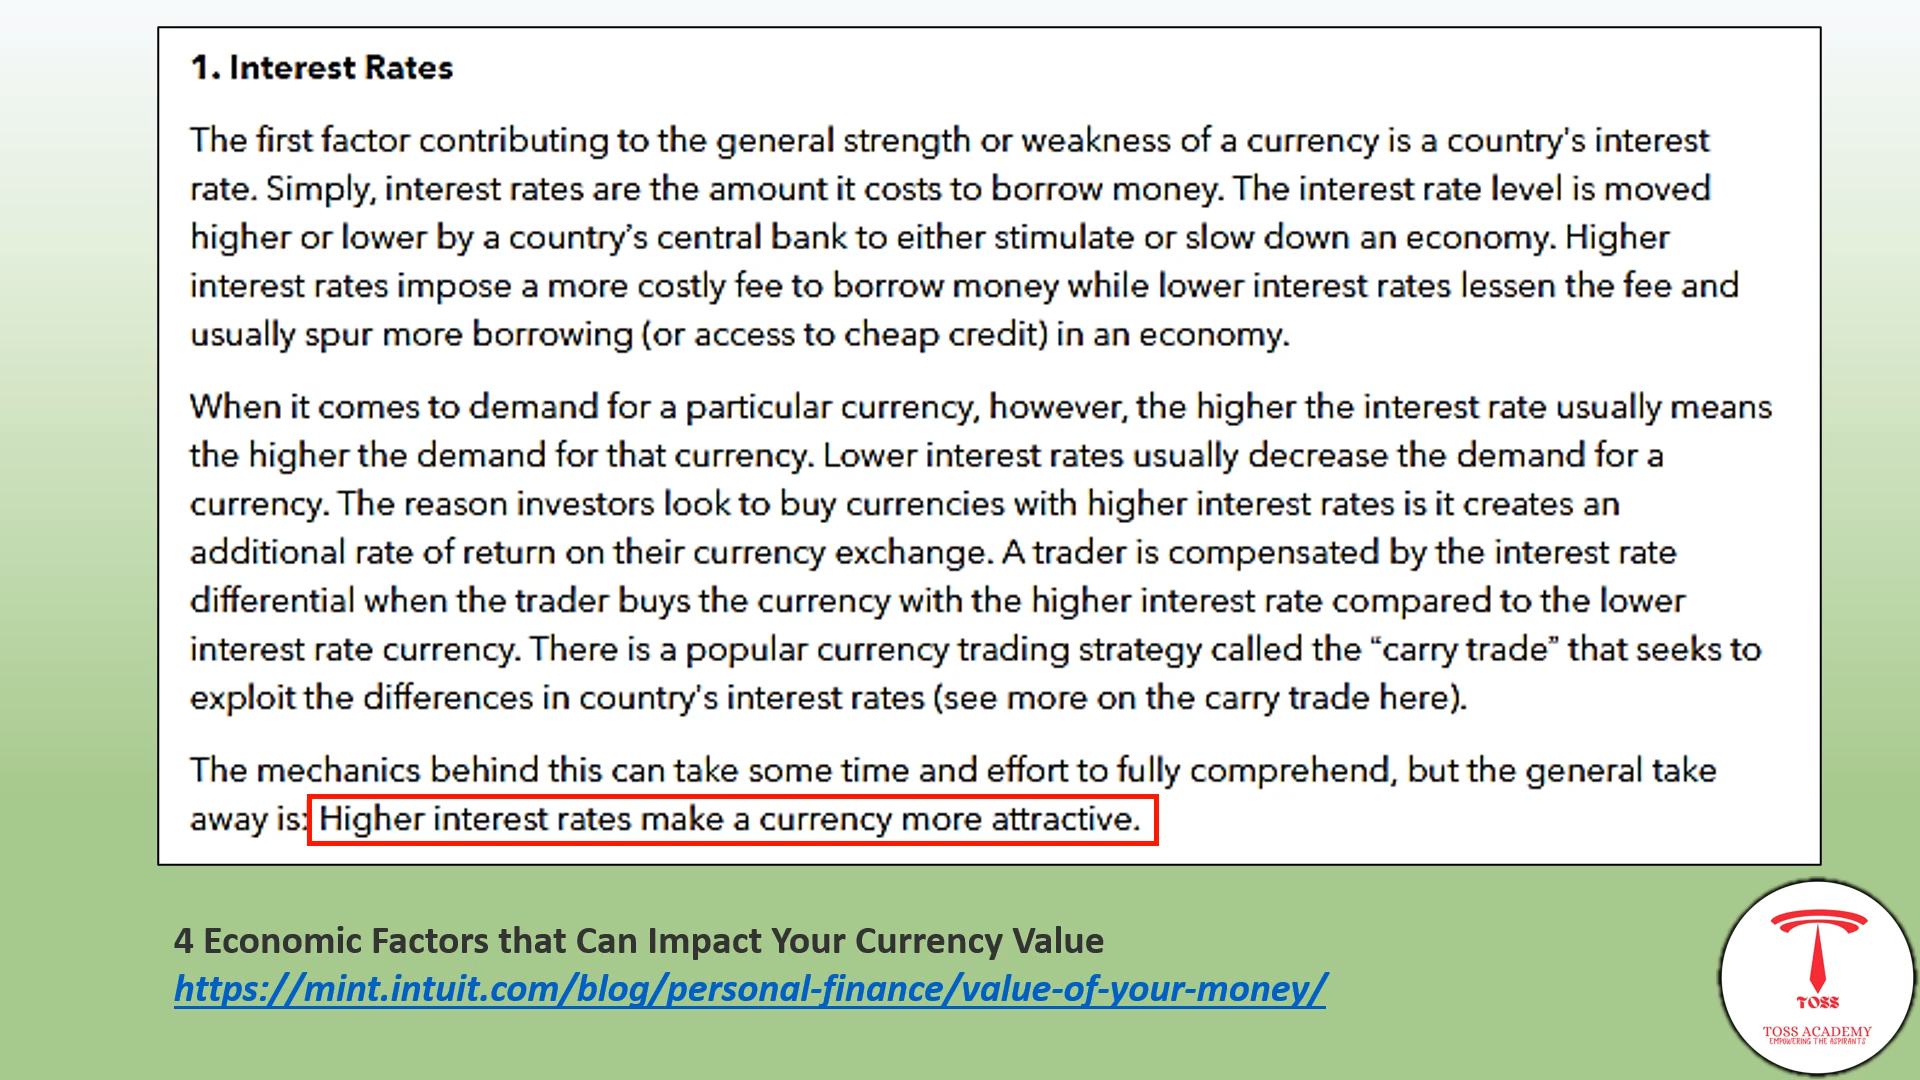 1. Interest Rates
The first factor contributing to the general strength or weakness of a currency is a country's interest
rate. Simply, interest rates are the amount it costs to borrow money. The interest rate level is moved
higher or lower by a country’s central bank to either stimulate or slow down an economy. Higher
interest rates impose a more costly fee to borrow money while lower interest rates lessen the fee and
usually spur more borrowing (or access to cheap credit) in an economy.
When it comes to demand for a particular currency, however, the higher the interest rate usually means
the higher the demand for that currency. Lower interest rates usually decrease the demand for a
currency. The reason investors look to buy currencies with higher interest rates is it creates an
additional rate of return on their currency exchange. A trader is compensated by the interest rate
differential when the trader buys the currency with the higher interest rate compared to the lower
interest rate currency. There is a popular currency trading strategy called the “carry trade” that seeks to
exploit the differences in country's interest rates (see more on the carry trade here).
The mechanics behind this can take some time and effort to fully comprehend, but the general take
away is: Higher interest rates make a currency more attractive.
4 Economic Factors that Can Impact Your Currency Value
https://mint.intuit.com/blog/personal-finance/value-of-your-money/
TOSS
TOSS ACADEMY
EMPOWERING THE ASPIRANTS